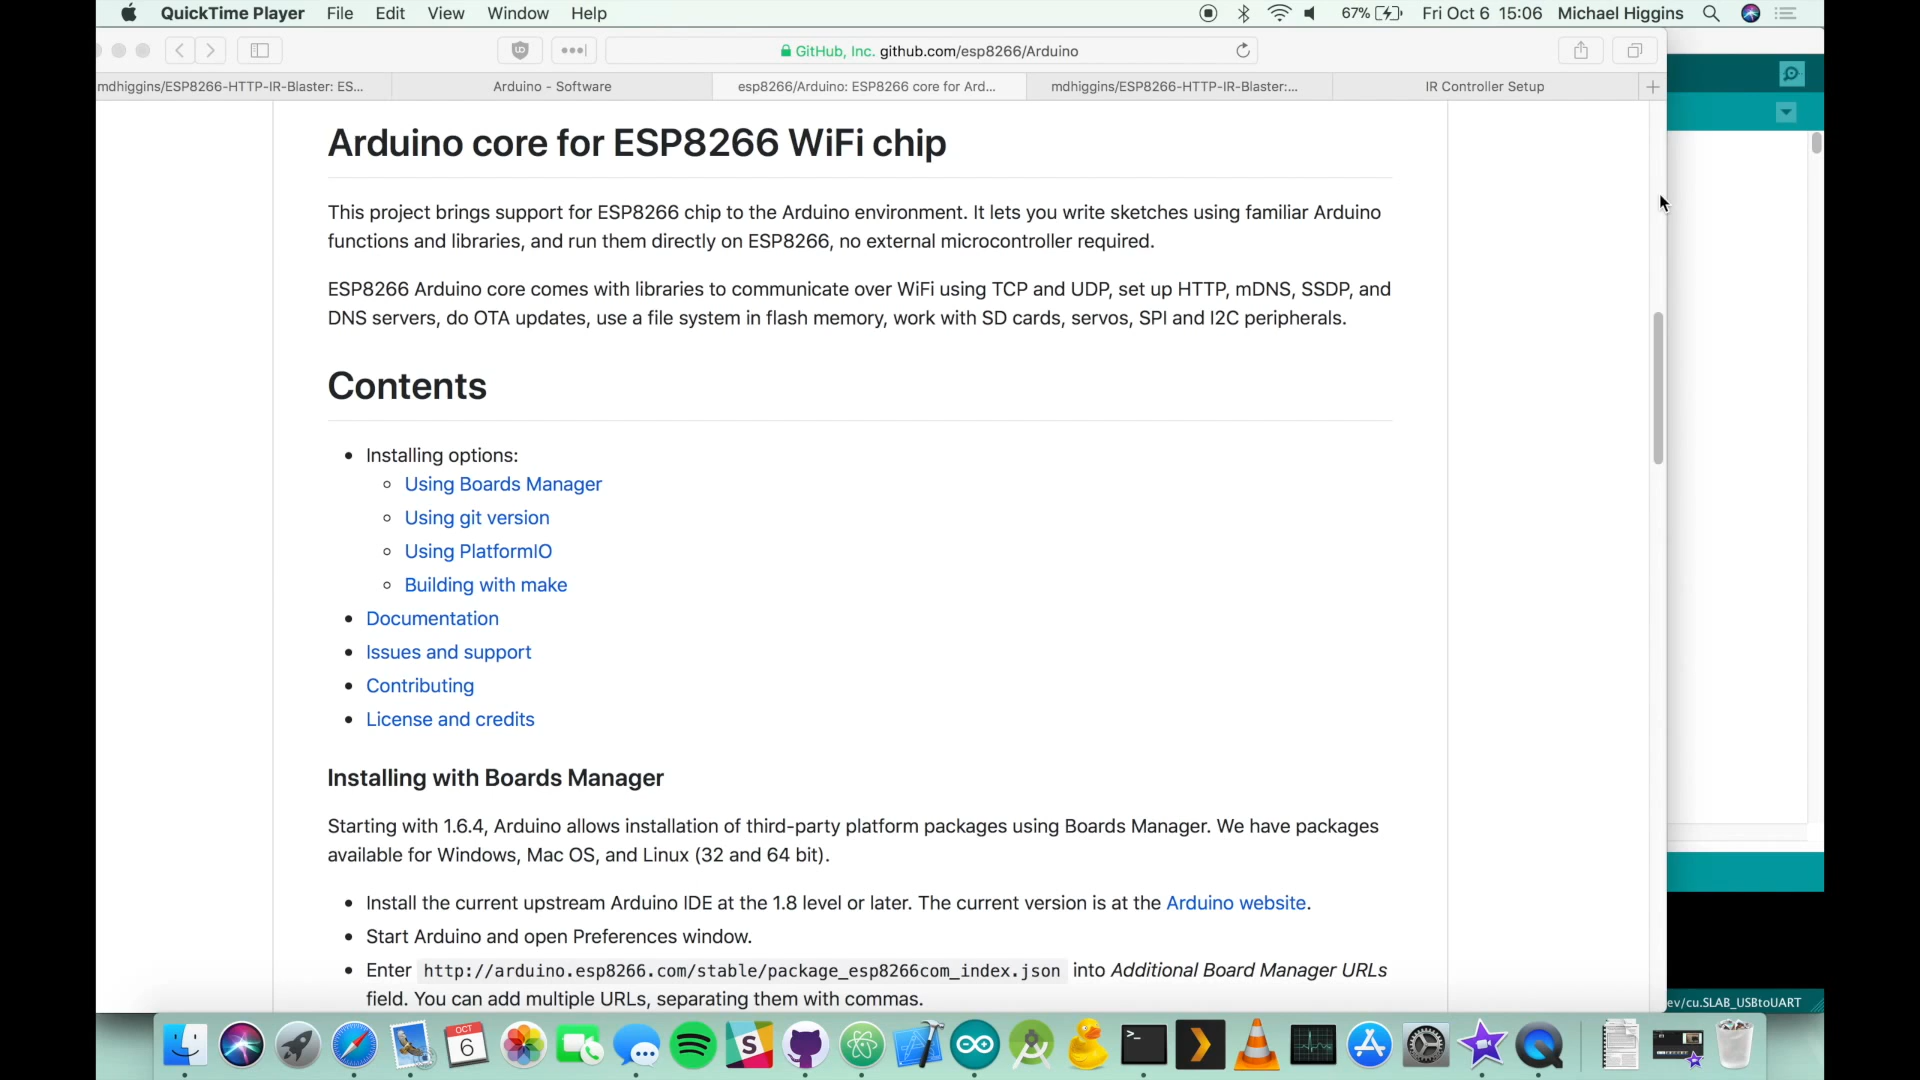 QuickTime Player File Edit View Window Help 67% Fri Oct 6 15:06 Michael Higgins
GitHub, Inc. github.com/esp8266/Arduino
mdhiggins/ESP8266-HTTP-IR-Blaster: ES... Arduino - Software esp8266/Arduino: ESP8266 core for Ard... mdhiggins/ESP8266-HTTP-IR-Blaster:... IR Controller Setup
Arduino core for ESP8266 WiFi chip
This project brings support for ESP8266 chip to the Arduino environment. It lets you write sketches using familiar Arduino
functions and libraries, and run them directly on ESP8266, no external microcontroller required.
ESP8266 Arduino core comes with libraries to communicate over WiFi using TCP and UDP, set up HTTP, mDNS, SSDP, and
DNS servers, do OTA updates, use a file system in flash memory, work with SD cards, servos, SPI and I2C peripherals.
Contents
• Installing options:
◦ Using Boards Manager
◦ Using git version
◦ Using PlatformIO
◦ Building with make
• Documentation
• Issues and support
• Contributing
• License and credits
Installing with Boards Manager
Starting with 1.6.4, Arduino allows installation of third-party platform packages using Boards Manager. We have packages
available for Windows, Mac OS, and Linux (32 and 64 bit).
• Install the current upstream Arduino IDE at the 1.8 level or later. The current version is at the Arduino website.
• Start Arduino and open Preferences window.
• Enter http://arduino.esp8266.com/stable/package_esp8266com_index.json into Additional Board Manager URLs
field. You can add multiple URLs, separating them with commas.
ev/cu.SLAB_USBtoUART
OCT
6
S